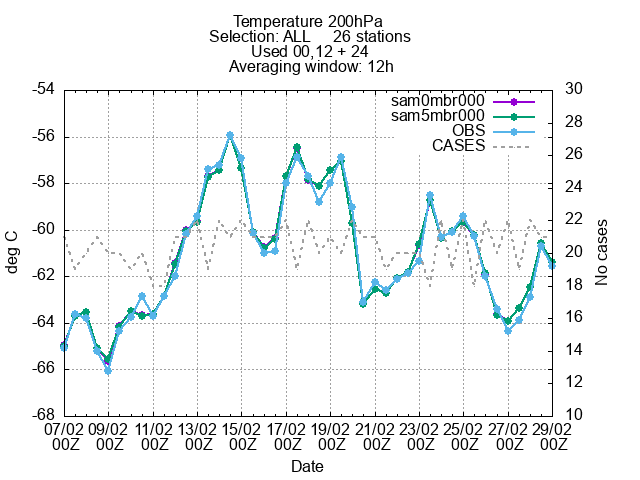 Temperature 200hPa
Selection: ALL 26 stations
Used 00,12 + 24
Averaging window: 12h
-54
-56
-58
-60
-62
-64
-66
-68
deg C
sam0mbr000
sam5mbr000
OBS
CASES
30
28
26
24
22
20
18
16
14
12
10
No cases
07/02 09/02 11/02 13/02 15/02 17/02 19/02 21/02 23/02 25/02 27/02 29/02
00Z 00Z 00Z 00Z 00Z 00Z 00Z 00Z 00Z 00Z 00Z 00Z
Date